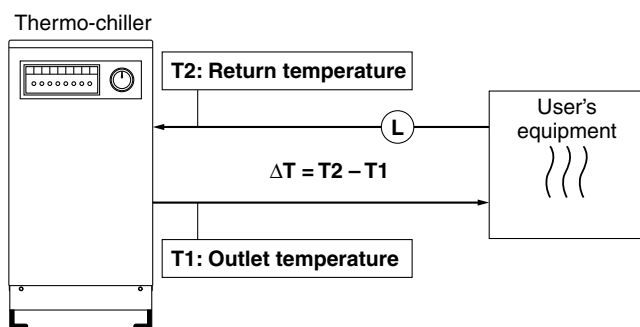 Thermo-chiller
T2: Return temperature
L
User's
equipment
ΔT = T2 – T1
T1: Outlet temperature